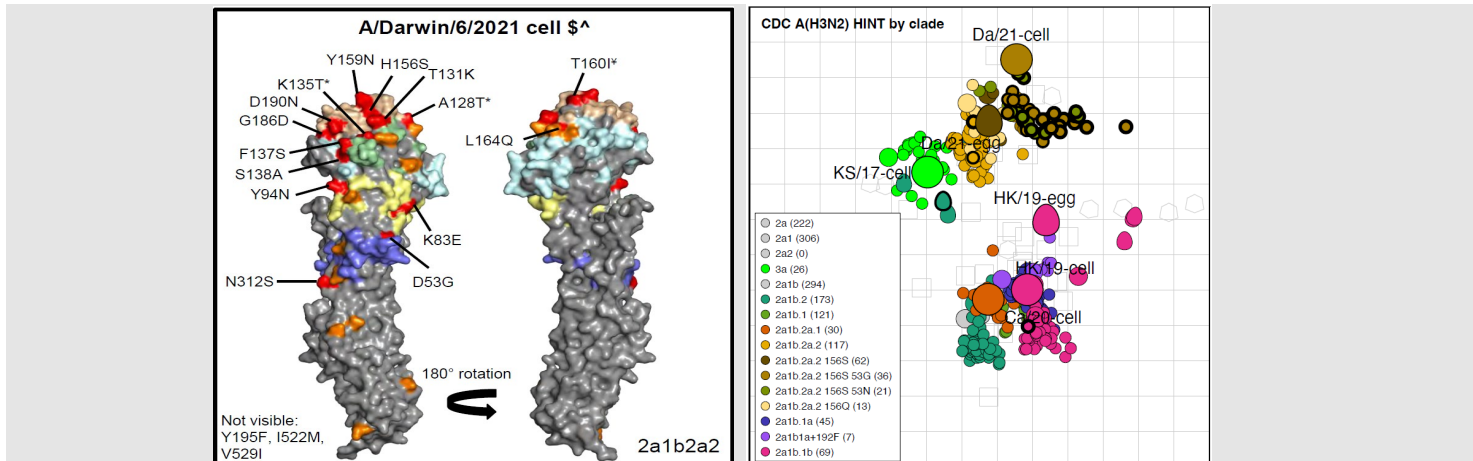 A/Darwin/6/2021 cell $^
Y159N
H156S
K135T*
T131K
D190N
A128T*
G186D
F137S
S138A
Y94N
K83E
N312S
D53G
T160I¥
L164Q
180° rotation
Not visible:
Y195F, I522M,
V529I
2a1b2a2
CDC A(H3N2) HINT by clade
Da/21-cell
Da/21-egg
KS/17-cell
HK/19-egg
HK/19-cell
Ca/20-cell
2a (222)
2a1 (306)
2a2 (0)
3a (26)
2a1b (294)
2a1b.2 (173)
2a1b.1 (121)
2a1b.2a.1 (30)
2a1b.2a.2 (117)
2a1b.2a.2 156S (62)
2a1b.2a.2 156S 53G (36)
2a1b.2a.2 156S 53N (21)
2a1b.2a.2 156Q (13)
2a1b.1a (45)
2a1b1a+192F (7)
2a1b.1b (69)